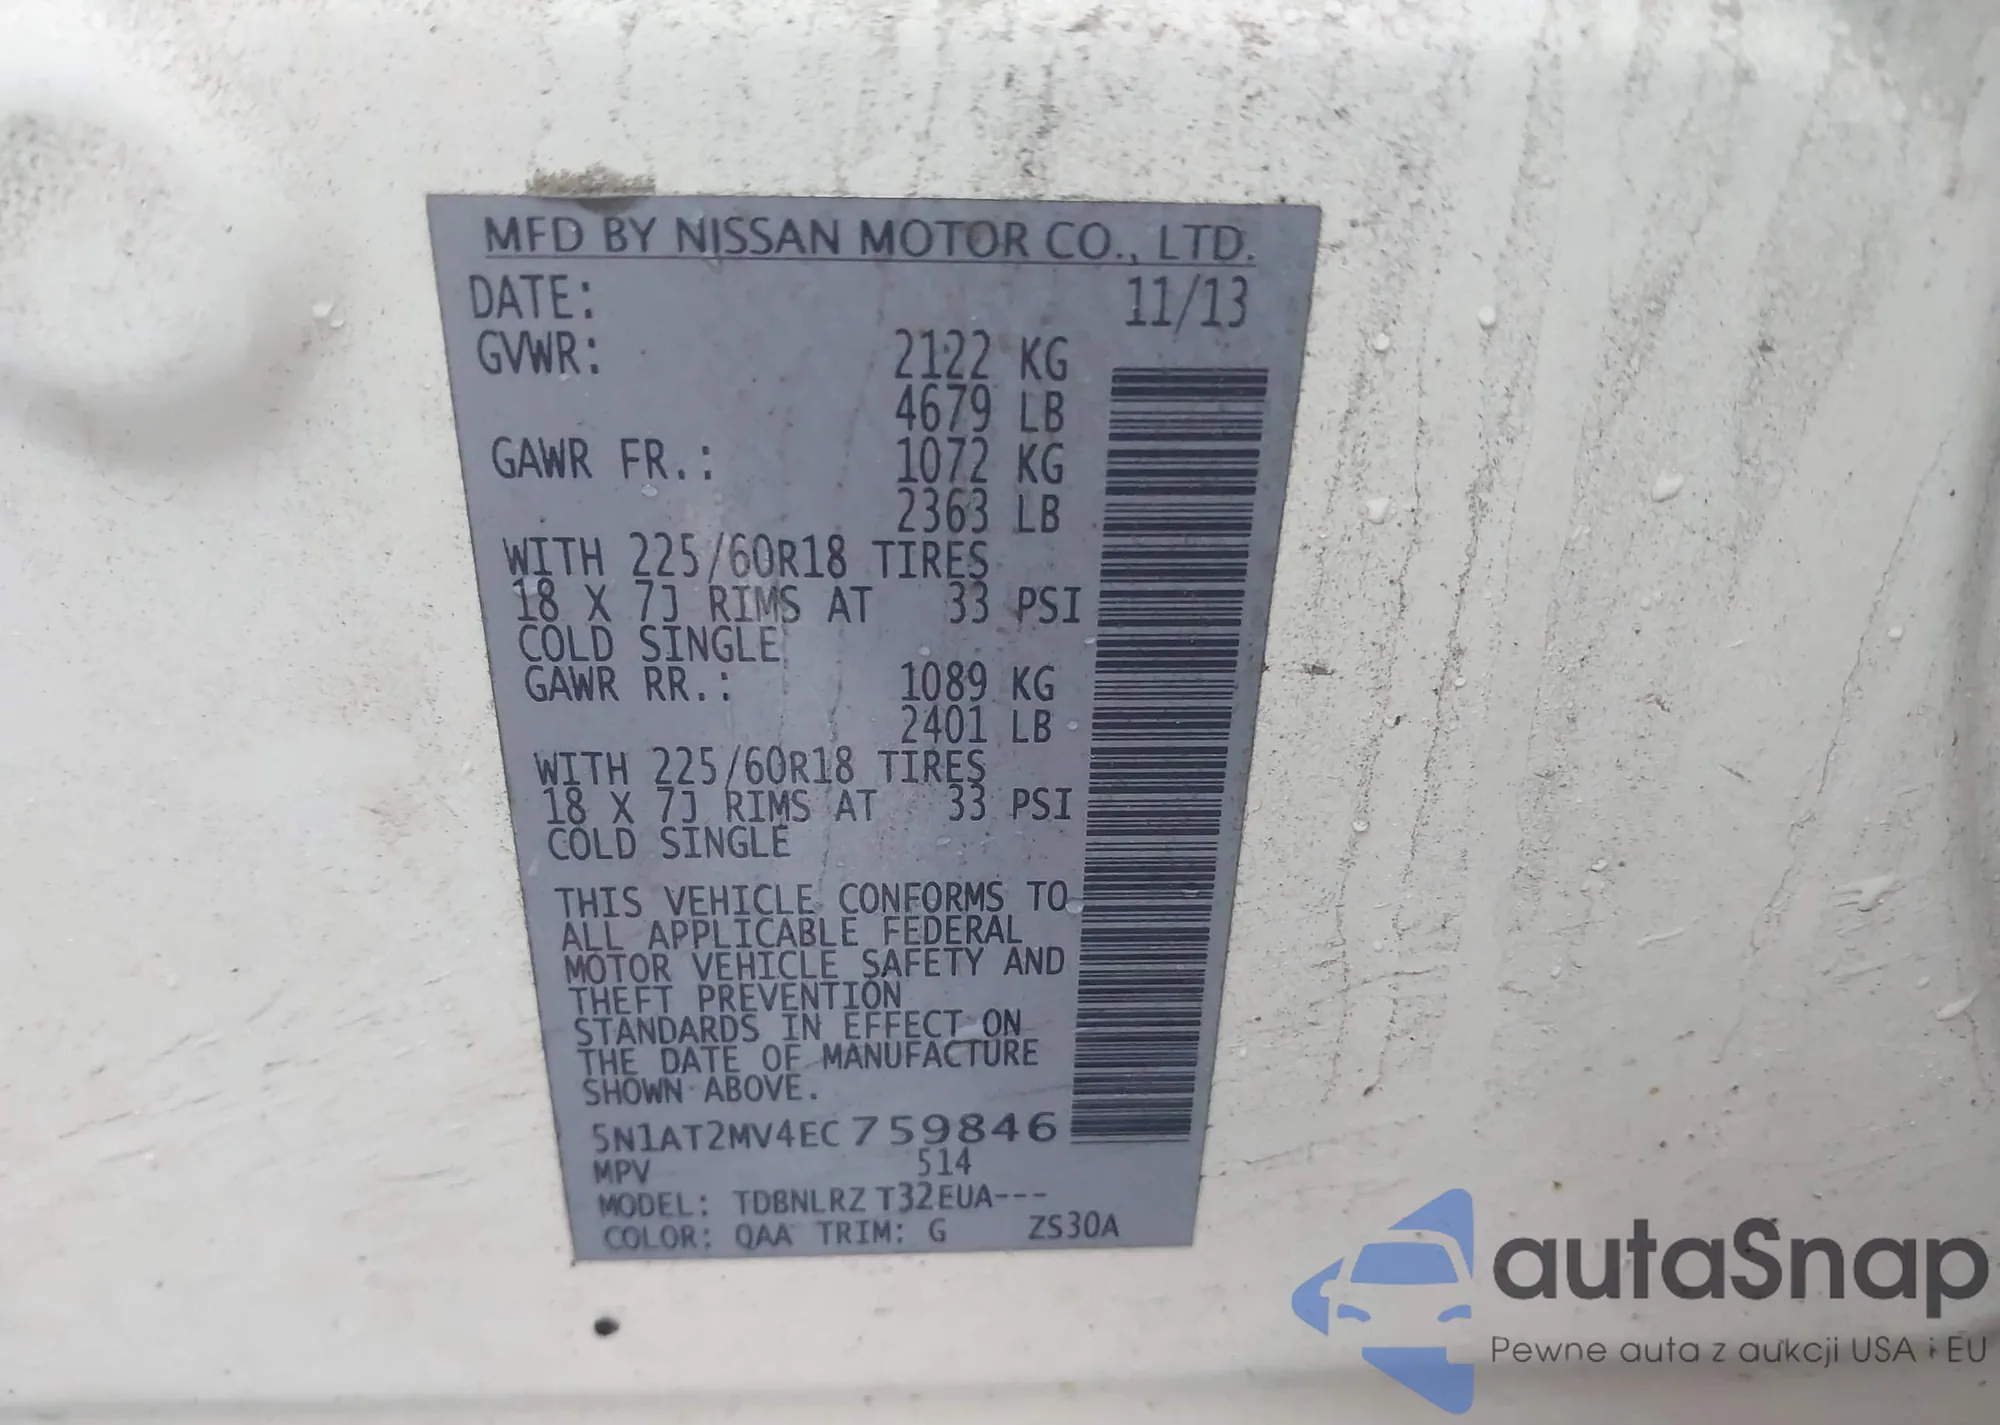 MFD BY NISSAN MOTOR CO., LTD.
DATE: 11/13
GVWR: 2122 KG
4679 LB
GAWR FR.: 1072 KG
2363 LB
WITH 225/60R18 TIRES
18 X 7J RIMS AT 33 PSI
COLD SINGLE
GAWR RR.: 1089 KG
2401 LB
WITH 225/60R18 TIRES
18 X 7J RIMS AT 33 PSI
COLD SINGLE
THIS VEHICLE CONFORMS TO
ALL APPLICABLE FEDERAL
MOTOR VEHICLE SAFETY AND
THEFT PREVENTION
STANDARDS IN EFFECT ON
THE DATE OF MANUFACTURE
SHOWN ABOVE.
5N1AT2MV4EC759846
MPV 514
MODEL: TDBNLRZ T32EUA---
COLOR: QAA TRIM: G ZS30A
autaSnap
Pewne auta z aukcji USA i EU